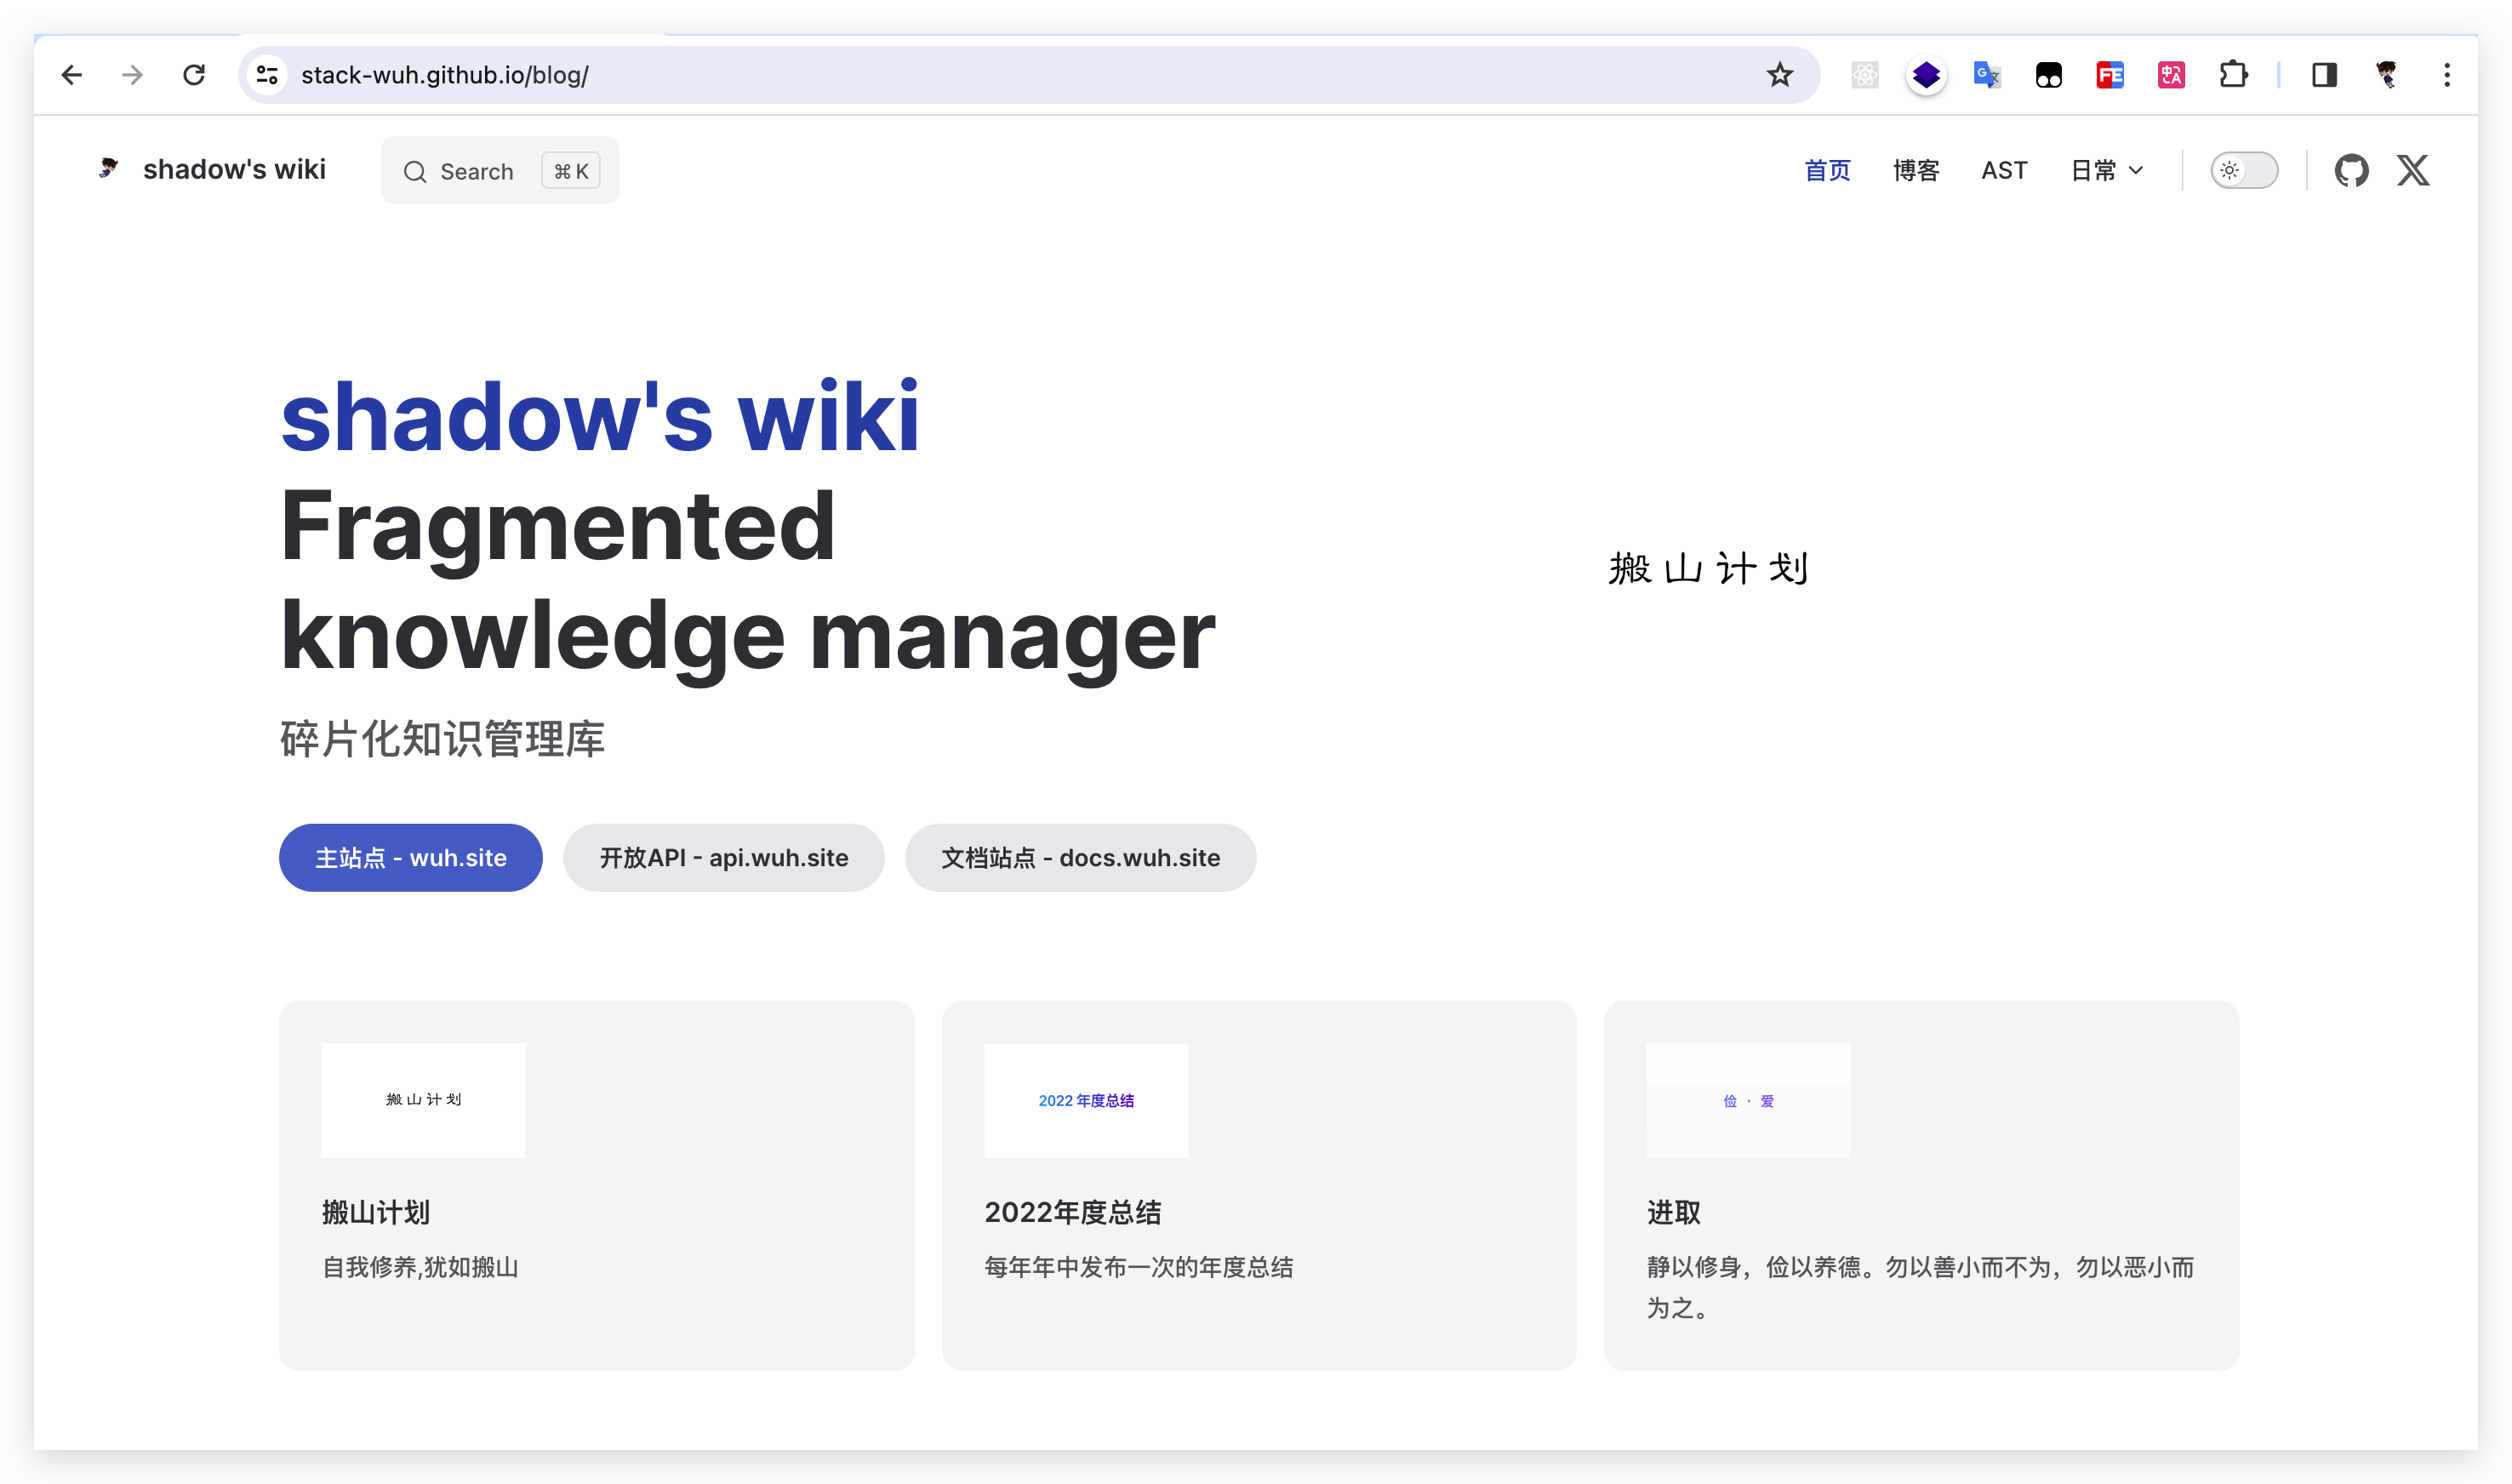 stack-wuh.github.io/blog/
shadow's wiki
Search
⌘ K
首页
博客
AST
日常
shadow's wiki
Fragmented
knowledge manager
碎片化知识管理库
搬山计划
主站点 - wuh.site
开放API - api.wuh.site
文档站点 - docs.wuh.site
搬山计划
搬山计划
自我修养,犹如搬山
2022 年度总结
2022年度总结
每年年中发布一次的年度总结
俭 · 爱
进取
静以修身，俭以养德。勿以善小而不为，勿以恶小而
为之。
G 文
FE
中 A